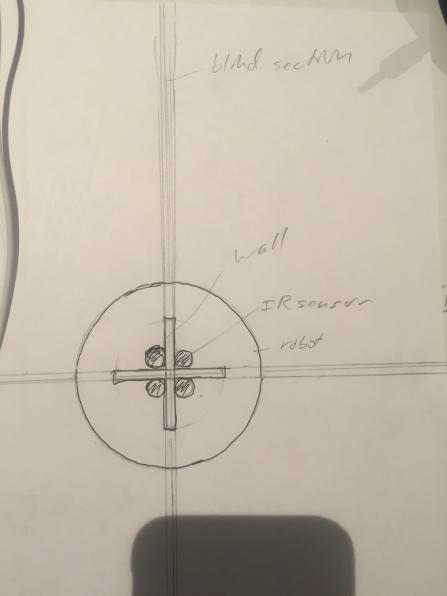 blind section
wall
IR sensor
robot